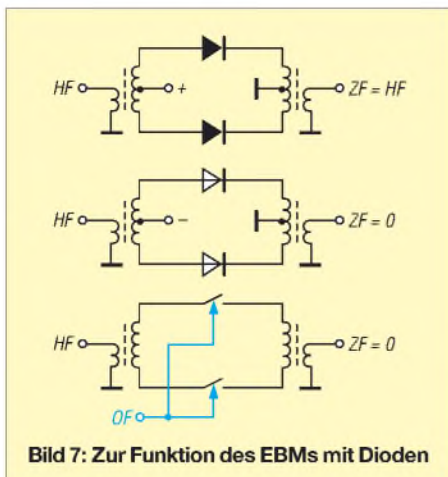 HF + ZF = HF
HF – ZF = 0
HF ZF = 0
OF
Bild 7: Zur Funktion des EBMs mit Dioden